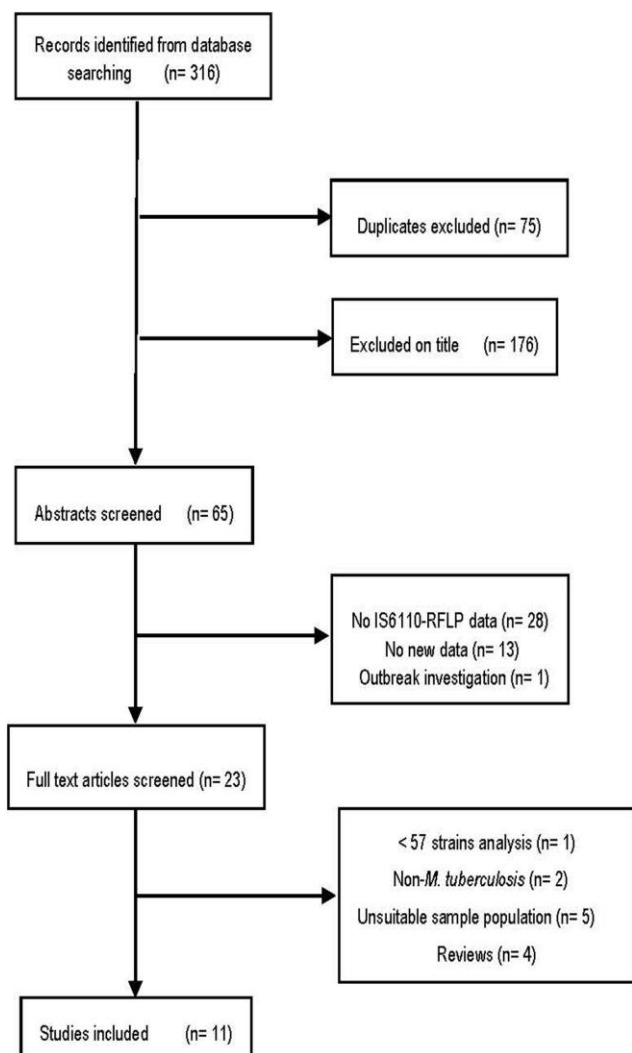 Records identified from database
searching (n= 316)
Duplicates excluded (n= 75)
Excluded on title (n= 176)
Abstracts screened (n= 65)
No IS6110-RFLP data (n= 28)
No new data (n= 13)
Outbreak investigation (n= 1)
Full text articles screened (n= 23)
< 57 strains analysis (n= 1)
Non-M. tuberculosis (n= 2)
Unsuitable sample population (n= 5)
Reviews (n= 4)
Studies included (n= 11)